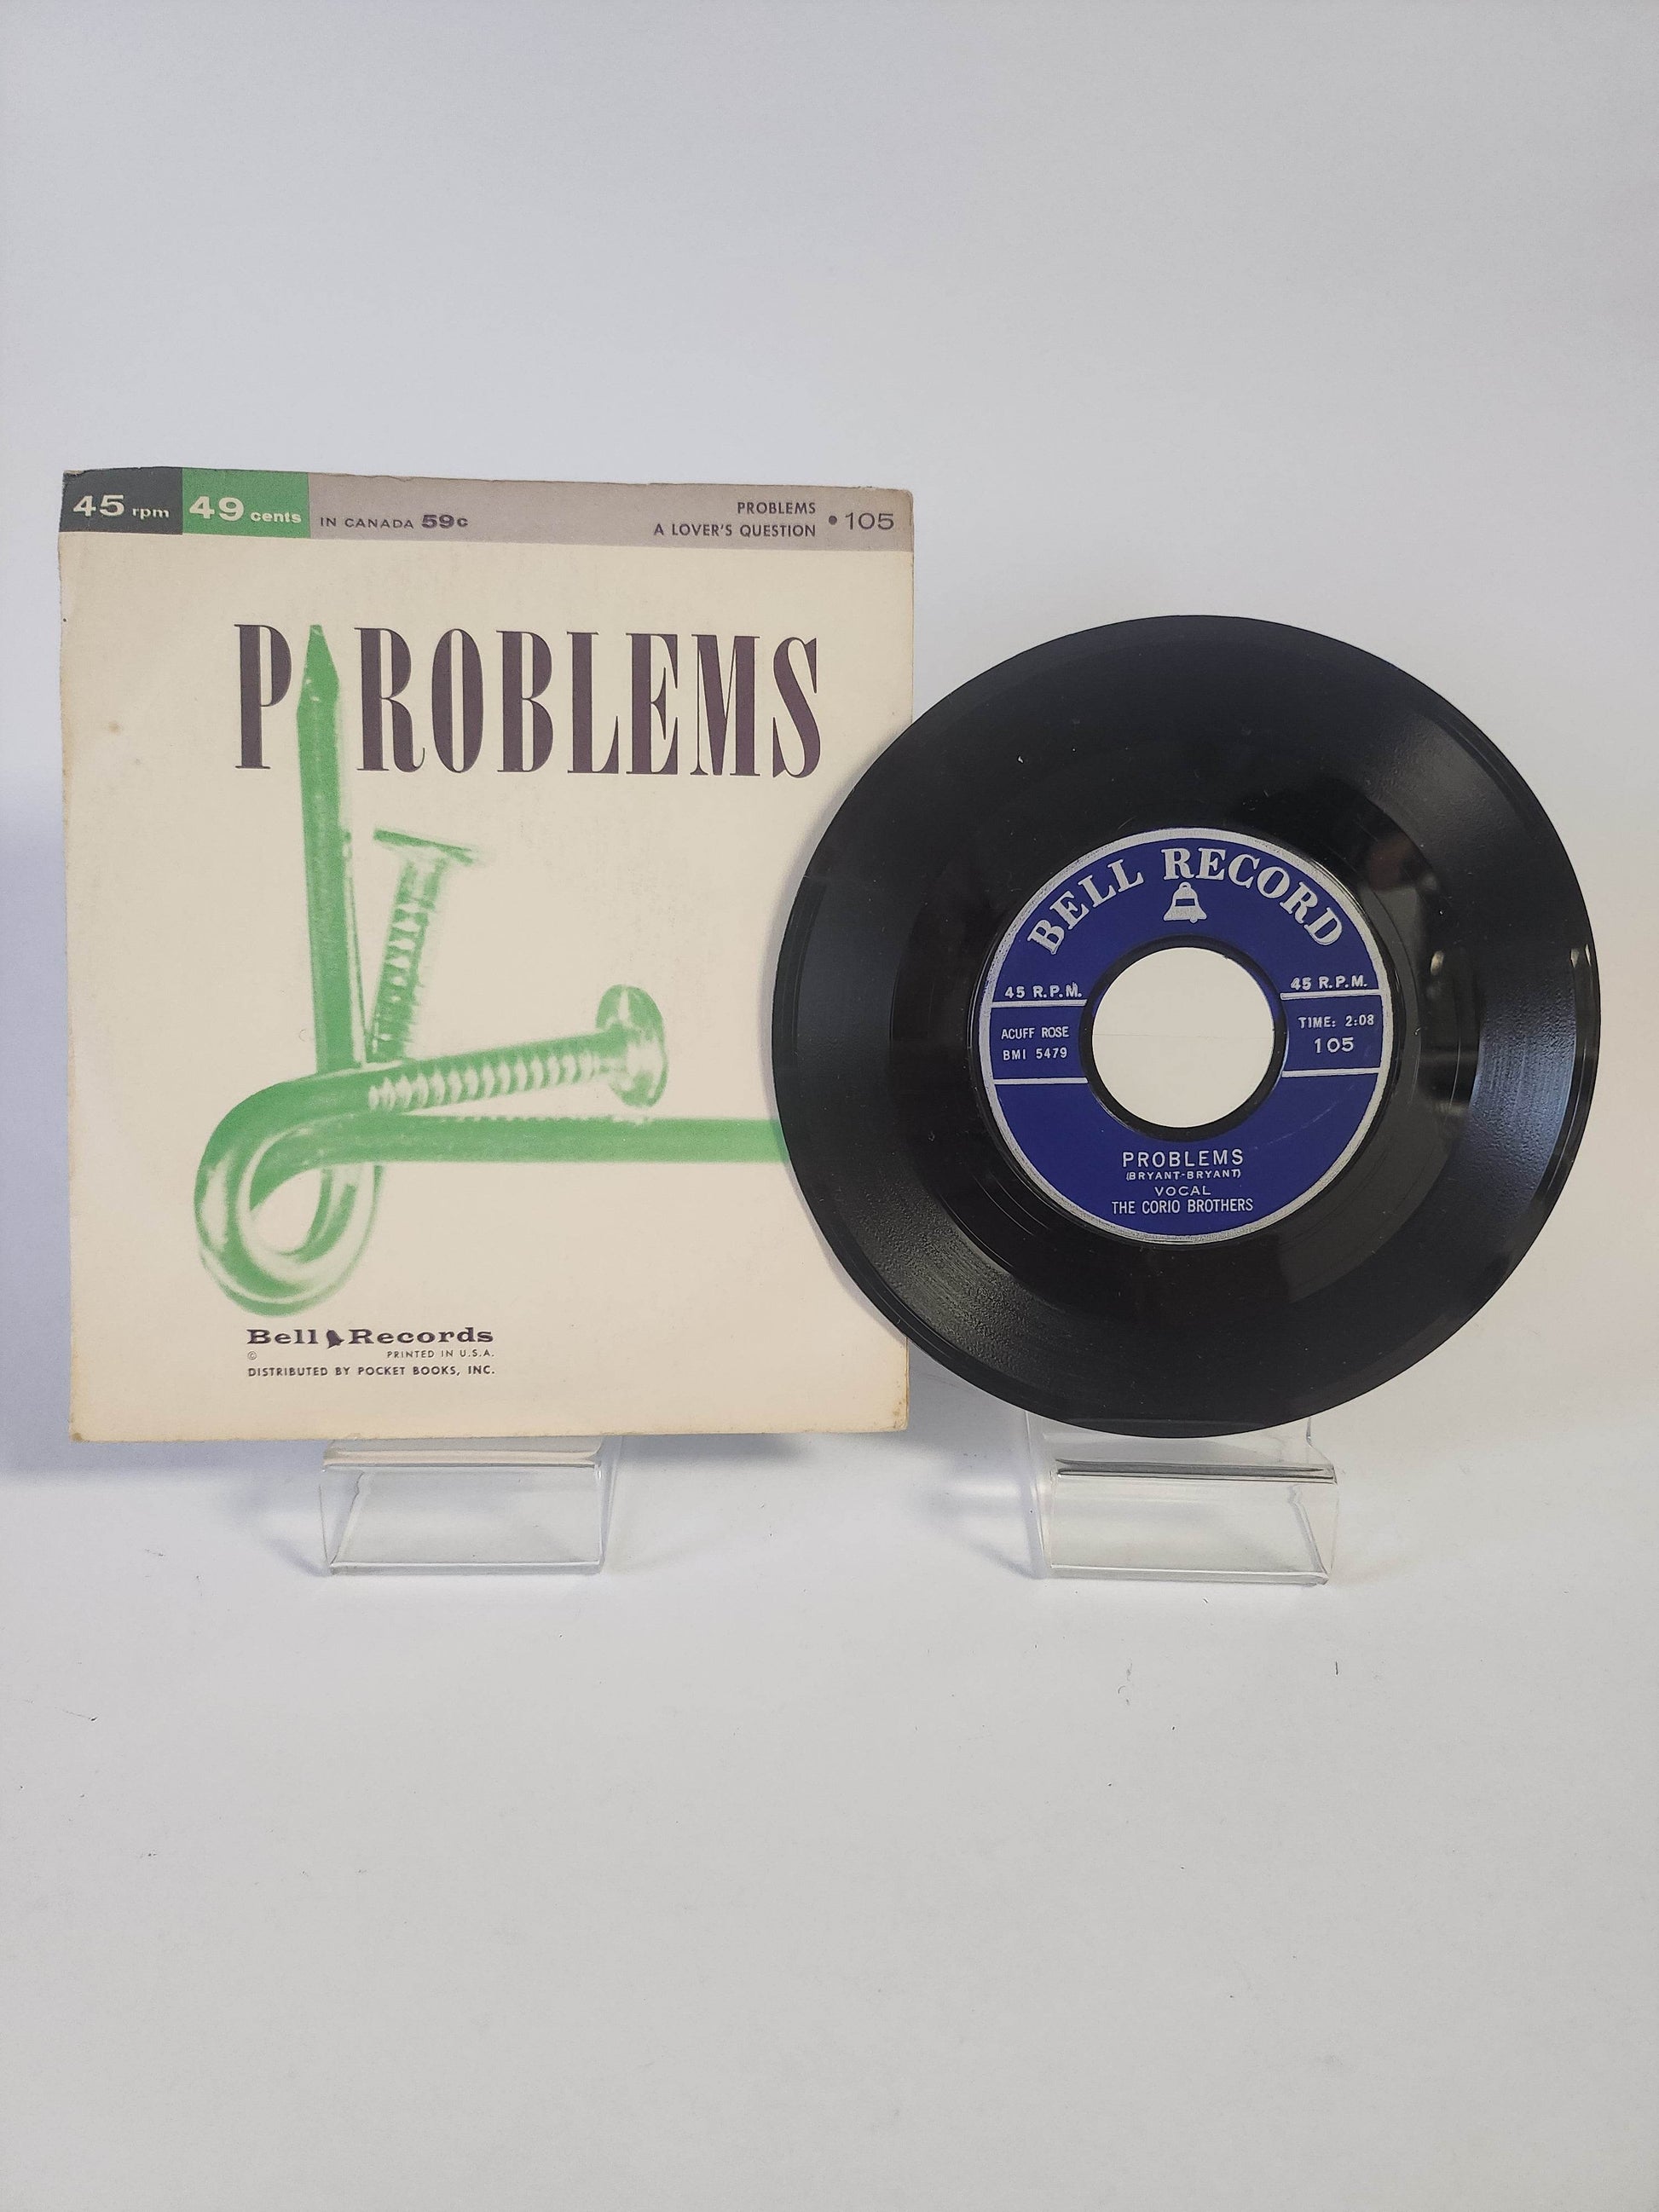 45 rpm 49 cents IN CANADA 59c
PROBLEMS
A LOVER'S QUESTION • 105
PROBLEMS
Bell Records
© PRINTED IN U.S.A.
DISTRIBUTED BY POCKET BOOKS, INC.
BELL RECORD
45 R.P.M. 45 R.P.M.
ACUFF ROSE TIME: 2:08
BMI 5479 105
PROBLEMS
(BRYANT-BRYANT)
VOCAL
THE CORIO BROTHERS